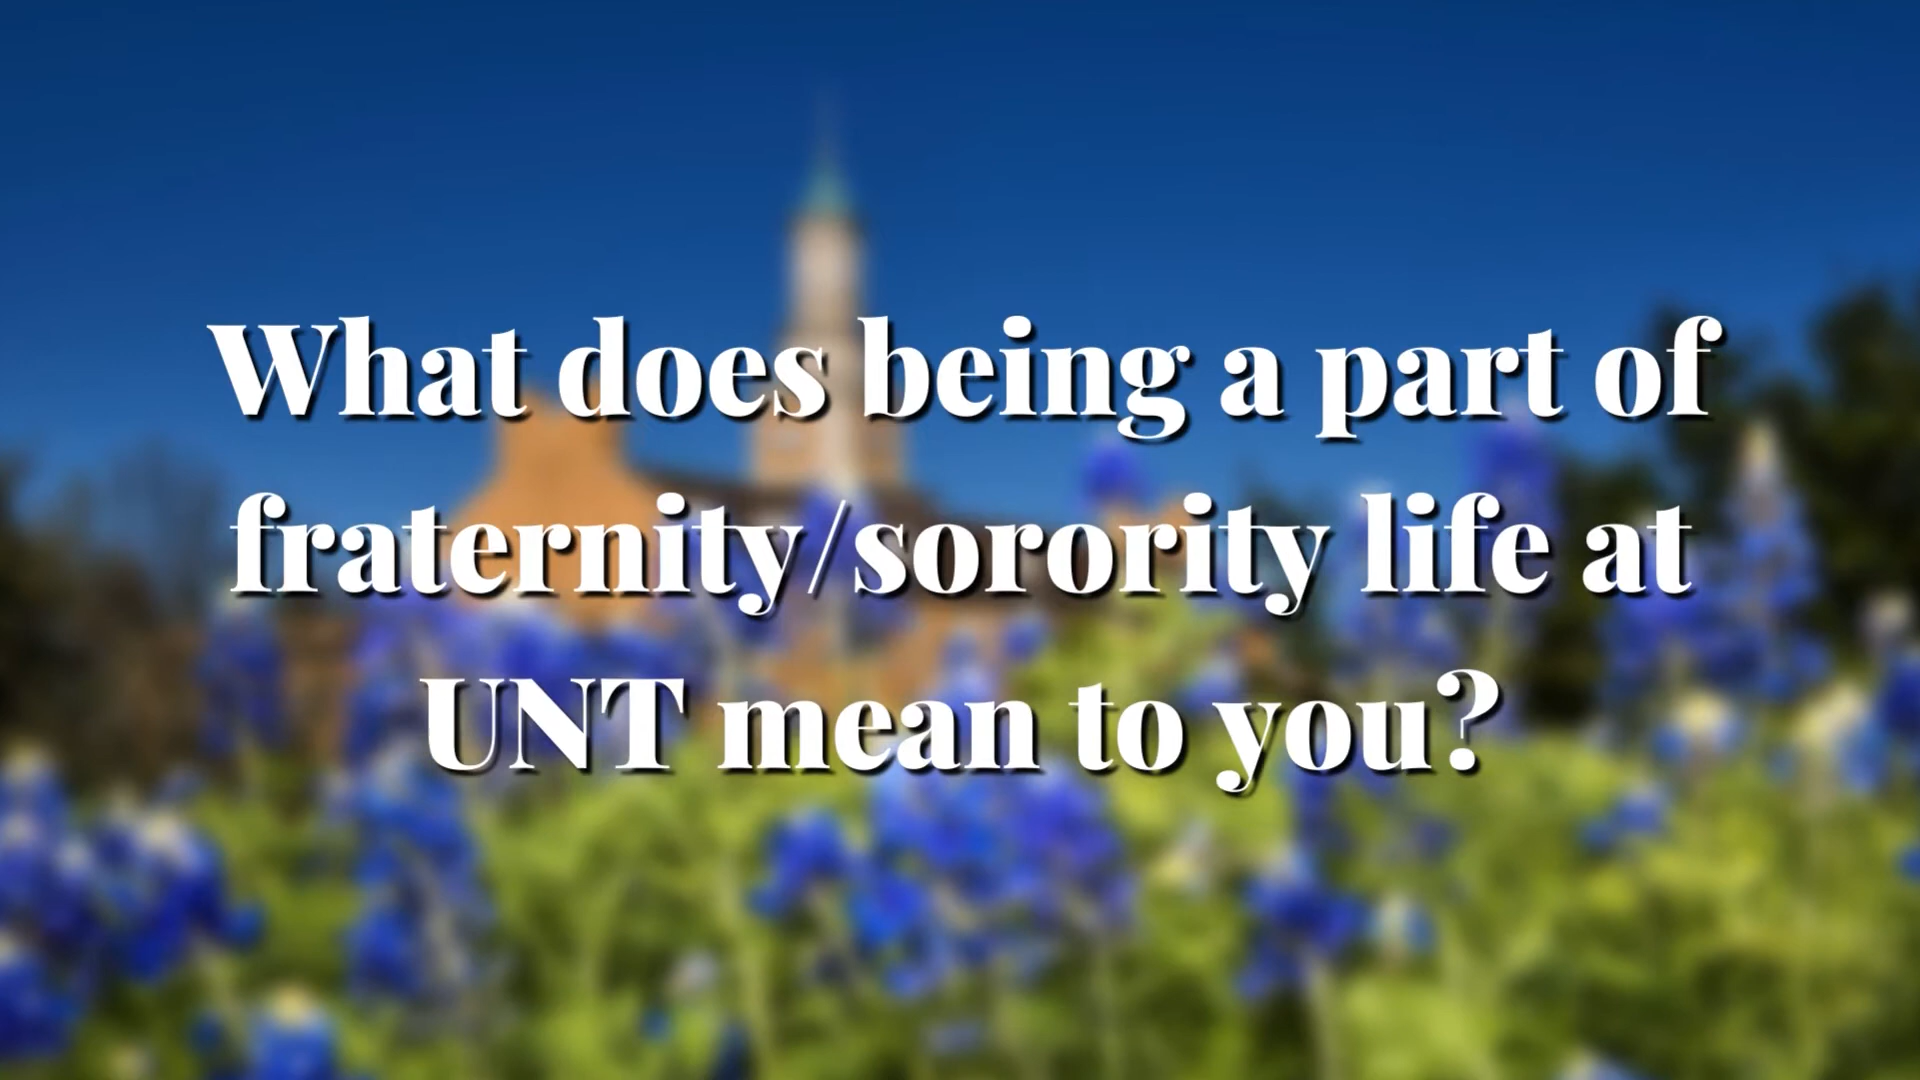 What does being a part of
fraternity/sorority life at
UNT mean to you?